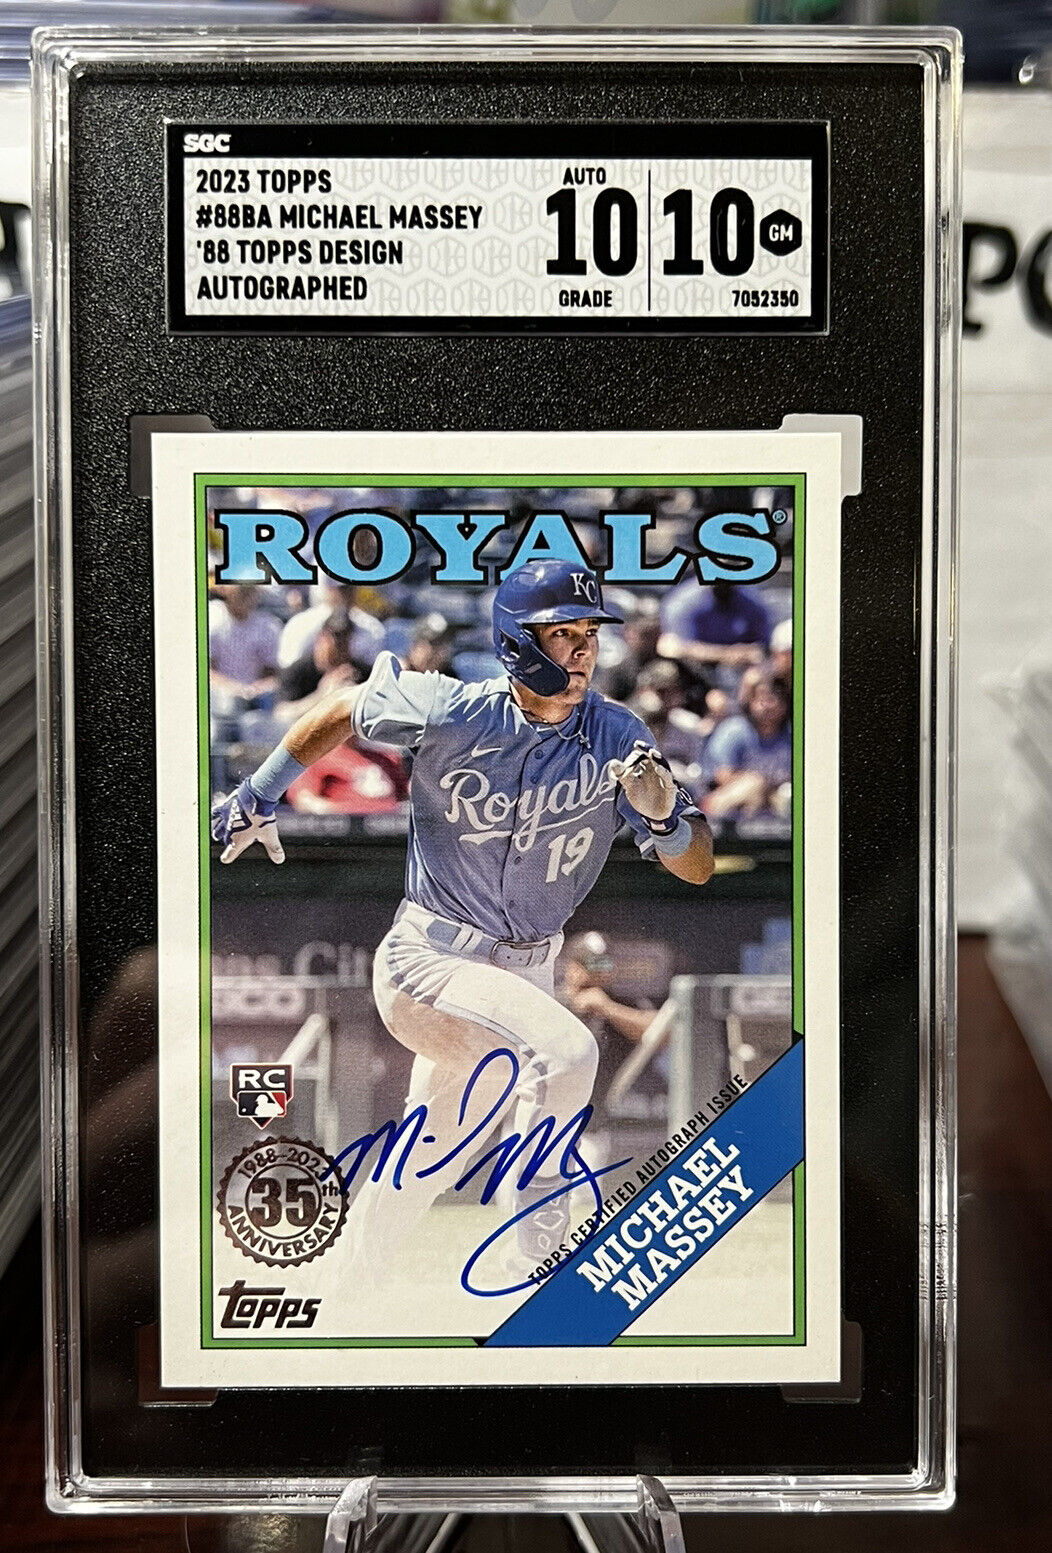 SGC
2023 TOPPS
#88BA MICHAEL MASSEY
'88 TOPPS DESIGN
AUTOGRAPHED
AUTO
10
GRADE
10
GM
7052350
ROYALS®
KC
Royals
19
GEICO
RC
1988-2023
35th
ANNIVERSARY
TOPPS CERTIFIED AUTOGRAPH ISSUE
MICHAEL
MASSEY
topps